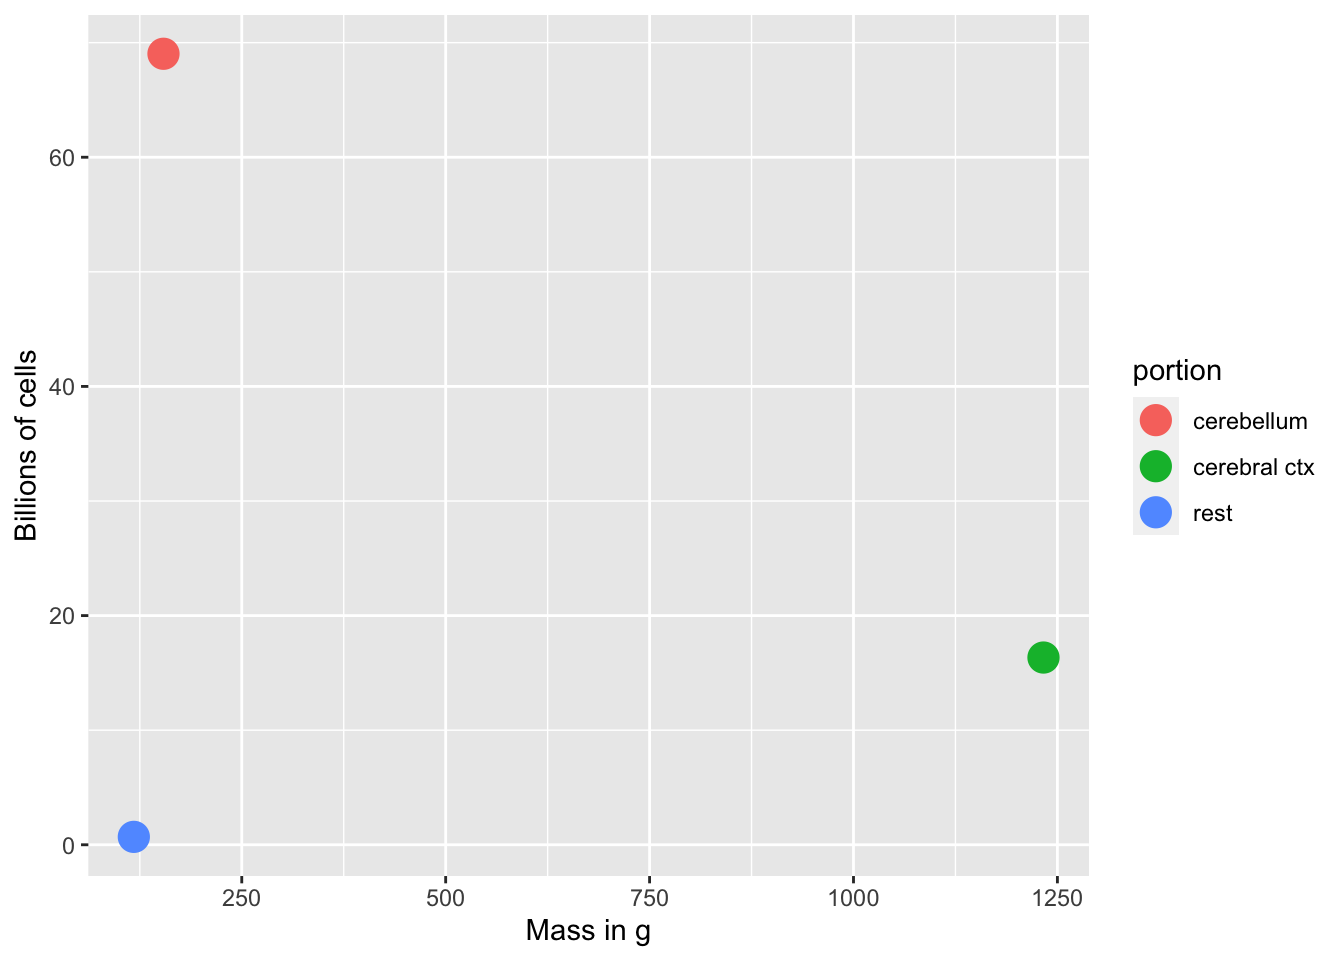 60
40
20
0
Billions of cells
250 500 750 1000 1250
Mass in g
portion
cerebellum
cerebral ctx
rest